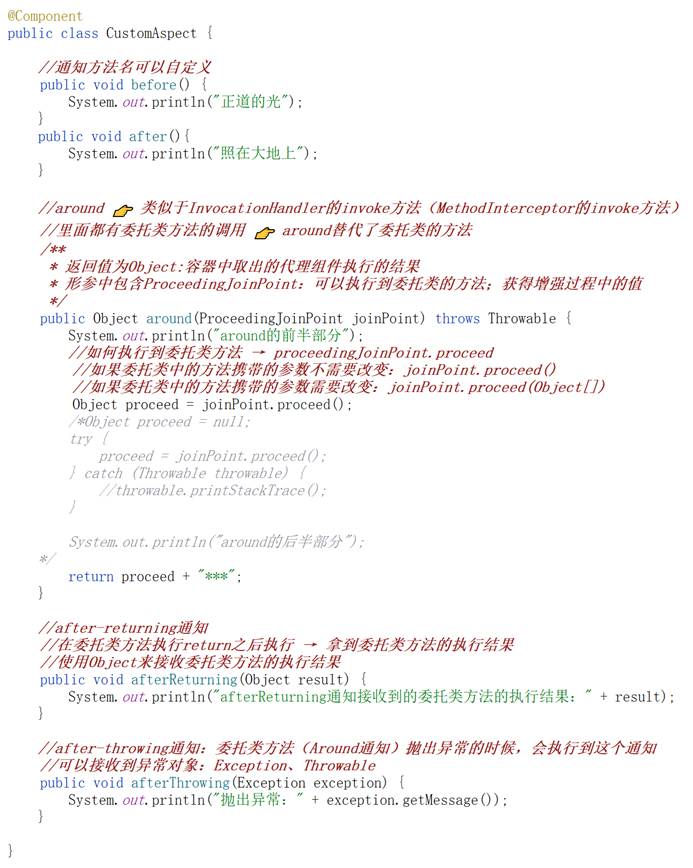 @Component
public class CustomAspect {
//通知方法名可以自定义
public void before() {
System.out.println("正道的光");
}
public void after(){
System.out.println("照在大地上");
}
//around 👉 类似于InvocationHandler的invoke方法（MethodInterceptor的invoke方法）
//里面都有委托类方法的调用 👉 around替代了委托类的方法
/**
* 返回值为Object:容器中取出的代理组件执行的结果
* 形参中包含ProceedingJoinPoint：可以执行到委托类的方法；获得增强过程中的值
*/
public Object around(ProceedingJoinPoint joinPoint) throws Throwable {
System.out.println("around的前半部分");
//如何执行到委托类方法 → proceedingJoinPoint.proceed
//如果委托类中的方法携带的参数不需要改变：joinPoint.proceed()
//如果委托类中的方法携带的参数需要改变：joinPoint.proceed(Object[])
Object proceed = joinPoint.proceed();
/*Object proceed = null;
try {
proceed = joinPoint.proceed();
} catch (Throwable throwable) {
//throwable.printStackTrace();
}
System.out.println("around的后半部分");
*/
return proceed + "***";
}
//after-returning通知
//在委托类方法执行return之后执行 → 拿到委托类方法的执行结果
//使用Object来接收委托类方法的执行结果
public void afterReturning(Object result) {
System.out.println("afterReturning通知接收到的委托类方法的执行结果：" + result);
}
//after-throwing通知：委托类方法（Around通知）抛出异常的时候，会执行到这个通知
//可以接收到异常对象：Exception、Throwable
public void afterThrowing(Exception exception) {
System.out.println("抛出异常：" + exception.getMessage());
}
}